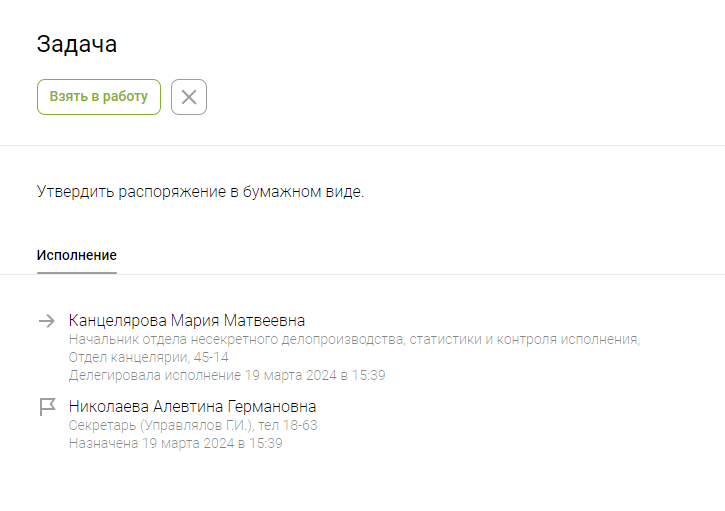 Задача
Взять в работу
Утвердить распоряжение в бумажном виде.
Исполнение
Канцелярова Мария Матвеевна
Начальник отдела несекретного делопроизводства, статистики и контроля исполнения,
Отдел канцелярии, 45-14
Делегировала исполнение 19 марта 2024 в 15:39
Николаева Алевтина Германовна
Секретарь (Управлялов Г.И.), тел 18-63
Назначена 19 марта 2024 в 15:39